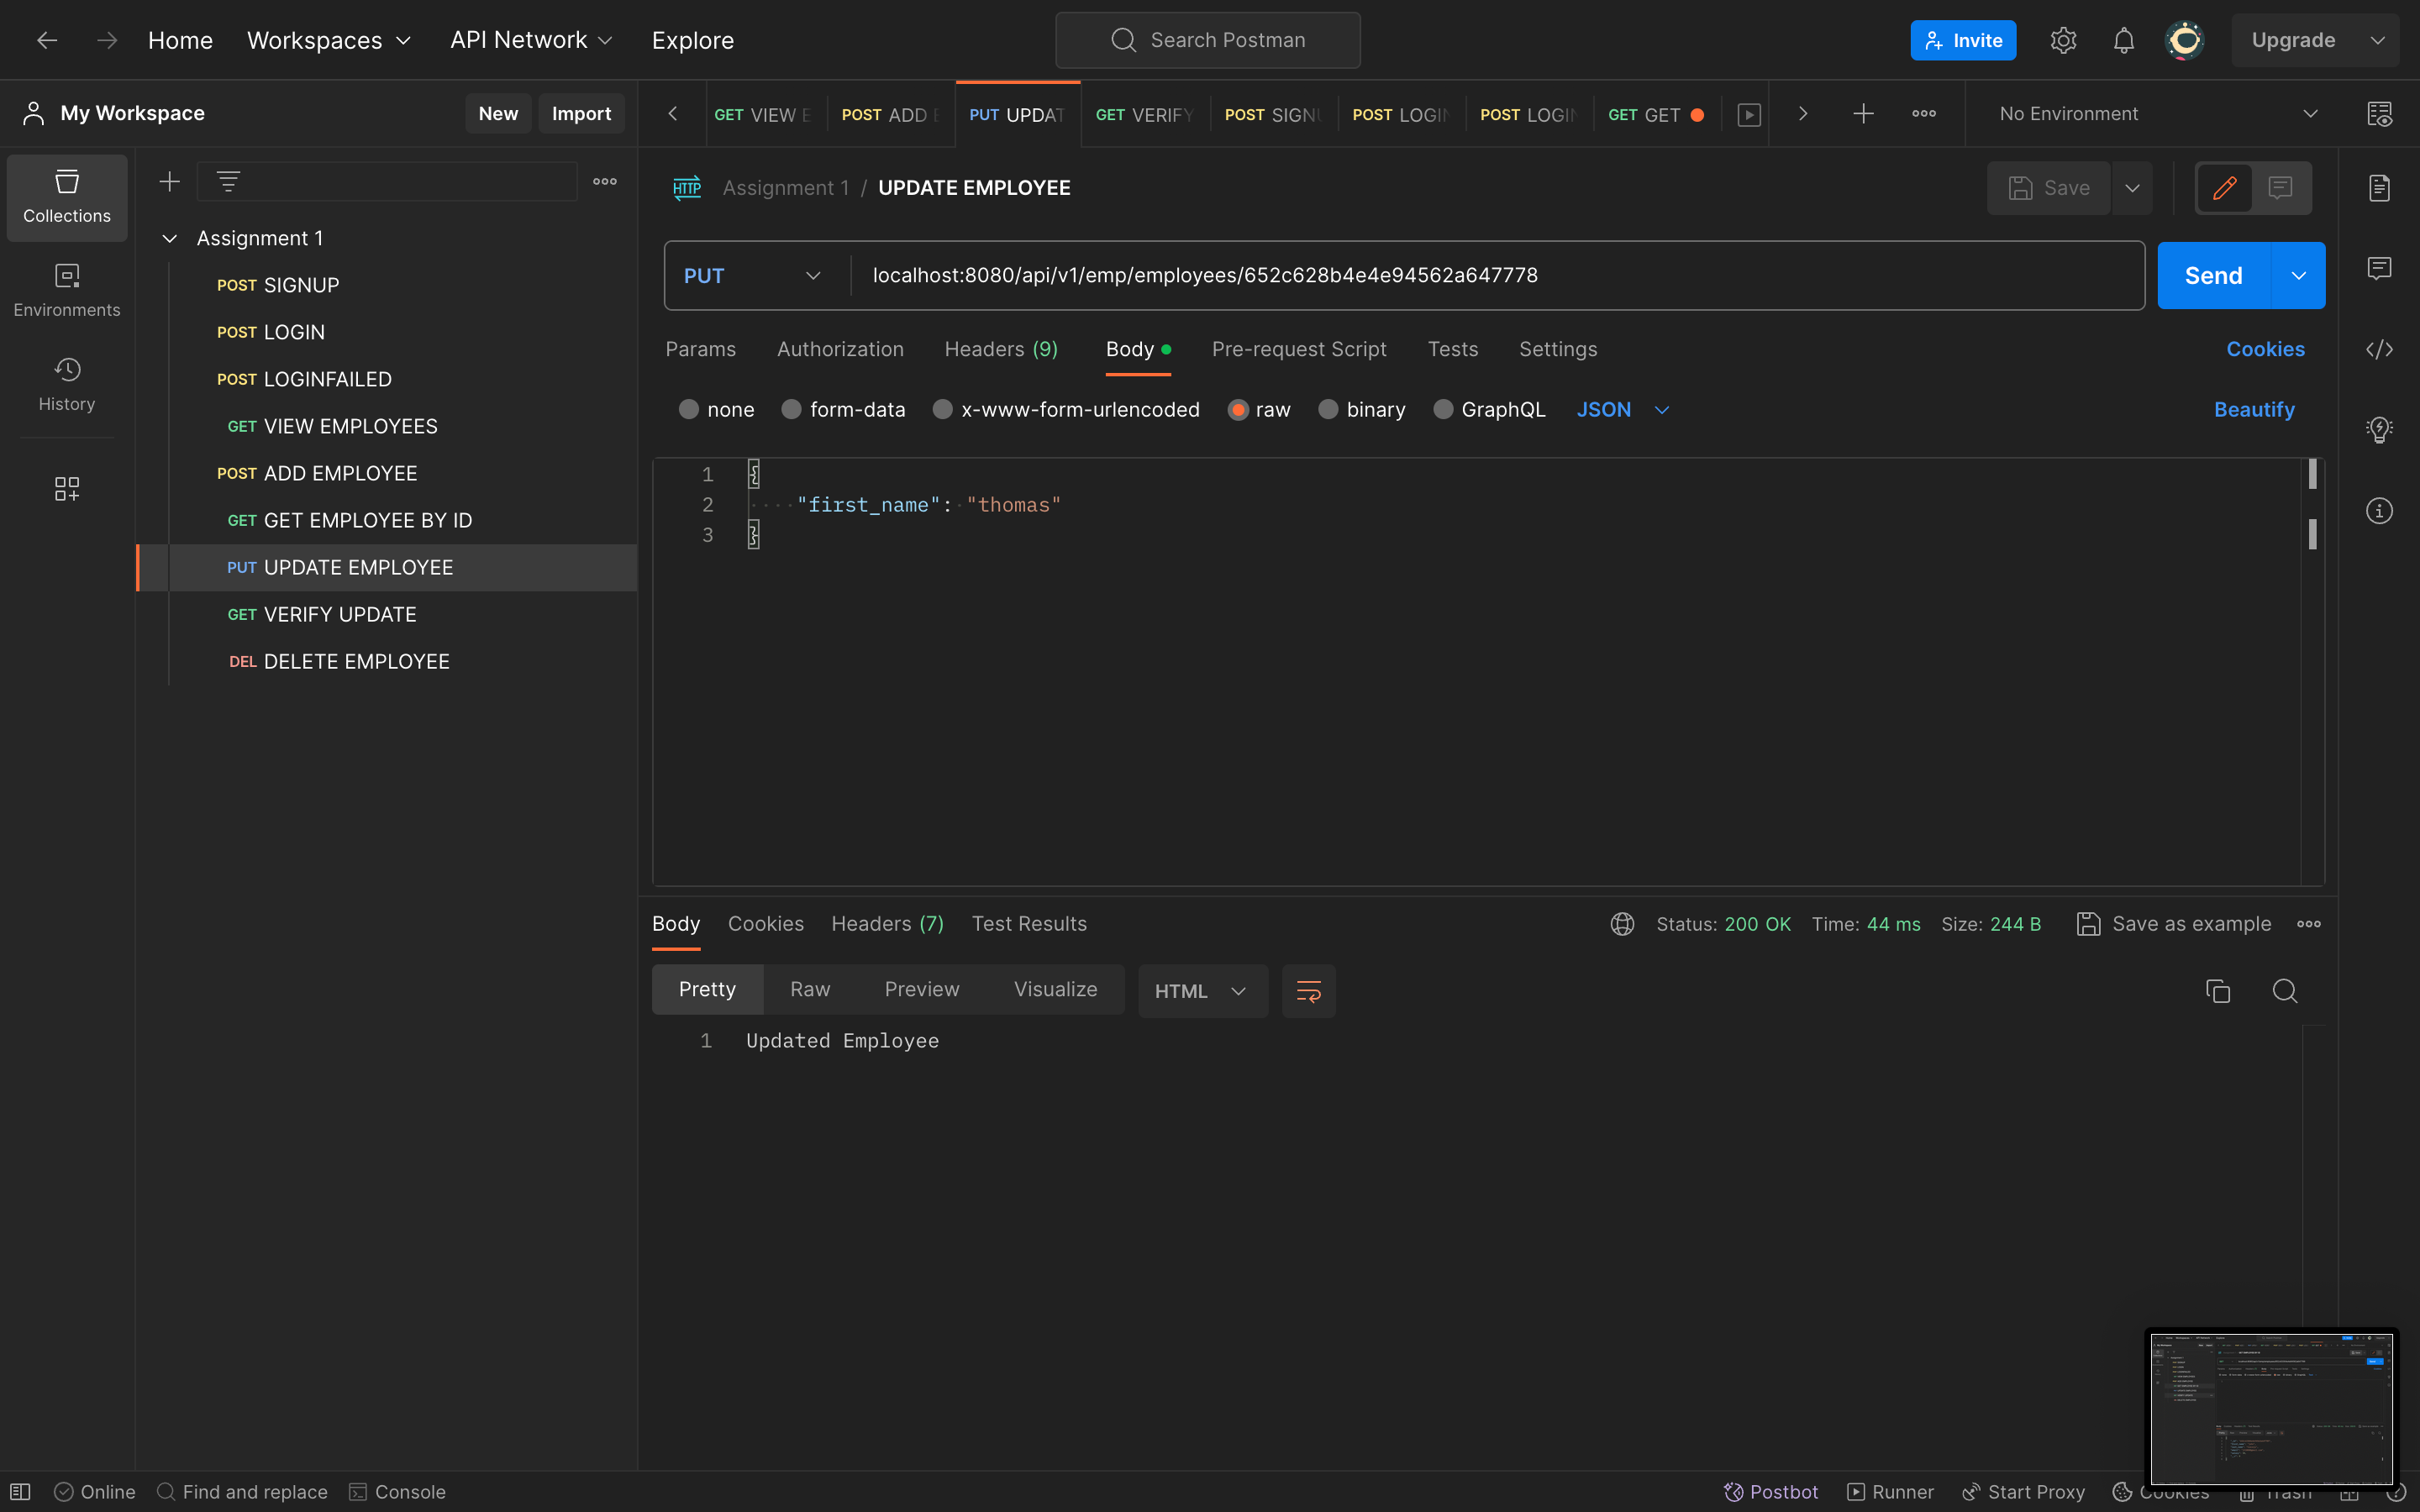 Home Workspaces API Network Explore Search Postman Invite Upgrade
My Workspace New Import
GET VIEW E POST ADD E PUT UPDAT GET VERIFY POST SIGNU POST LOGIN POST LOGIN GET GET No Environment
Collections
Environments
History
Assignment 1
POST SIGNUP
POST LOGIN
POST LOGINFAILED
GET VIEW EMPLOYEES
POST ADD EMPLOYEE
GET GET EMPLOYEE BY ID
PUT UPDATE EMPLOYEE
GET VERIFY UPDATE
DEL DELETE EMPLOYEE
HTTP Assignment 1 / UPDATE EMPLOYEE Save
PUT localhost:8080/api/v1/emp/employees/652c628b4e4e94562a647778 Send
Params Authorization Headers (9) Body Pre-request Script Tests Settings Cookies
none form-data x-www-form-urlencoded raw binary GraphQL JSON Beautify
1 {
2 "first_name": "thomas"
3 }
Body Cookies Headers (7) Test Results Status: 200 OK Time: 44 ms Size: 244 B Save as example
Pretty Raw Preview Visualize HTML
1 Updated Employee
Online Find and replace Console Postbot Runner Start Proxy Cookies Trash